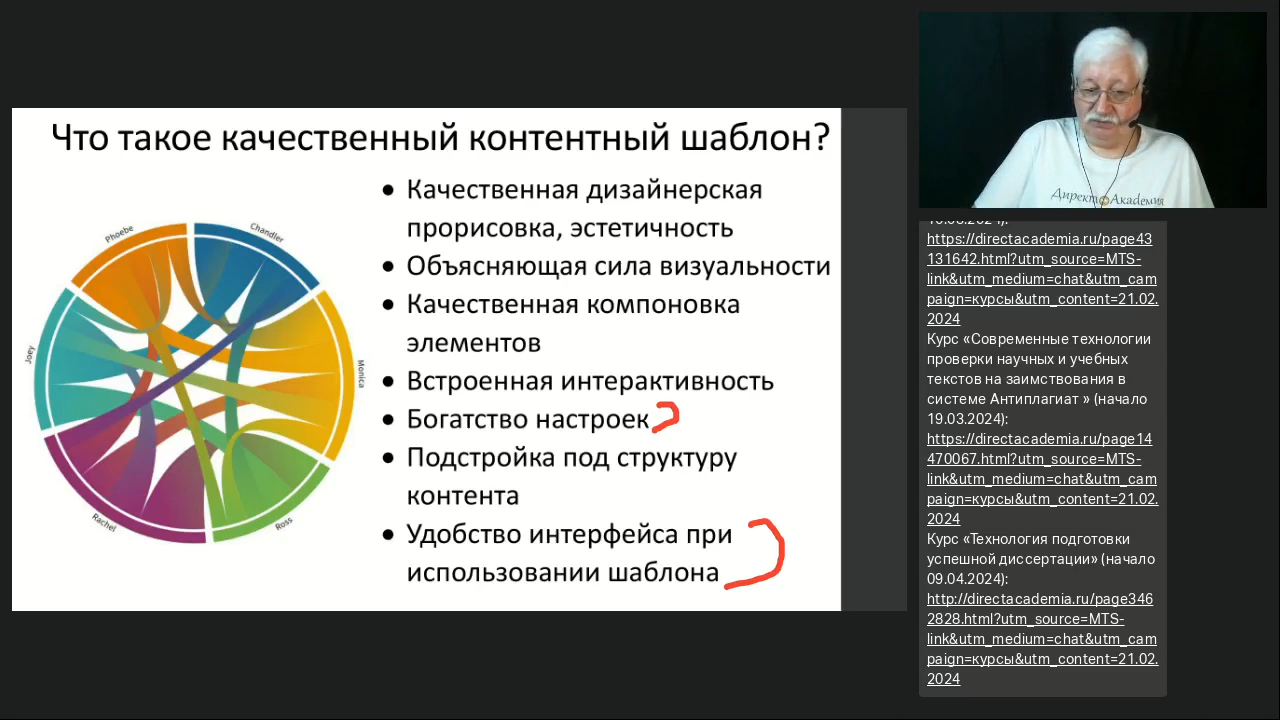 Что такое качественный контентный шаблон?
• Качественная дизайнерская
прорисовка, эстетичность
• Объясняющая сила визуальности
• Качественная компоновка
элементов
• Встроенная интерактивность
• Богатство настроек
• Подстройка под структуру
контента
• Удобство интерфейса при
использовании шаблона
Phoebe
Chandler
Joey
Monica
Rachel
Ross
Директ Академия
https://directacademia.ru/page43
131642.html?utm_source=MTS-
link&utm_medium=chat&utm_cam
paign=курсы&utm_content=21.02.
2024
Курс «Современные технологии
проверки научных и учебных
текстов на заимствования в
системе Антиплагиат » (начало
19.03.2024):
https://directacademia.ru/page14
470067.html?utm_source=MTS-
link&utm_medium=chat&utm_cam
paign=курсы&utm_content=21.02.
2024
Курс «Технология подготовки
успешной диссертации» (начало
09.04.2024):
http://directacademia.ru/page346
2828.html?utm_source=MTS-
link&utm_medium=chat&utm_cam
paign=курсы&utm_content=21.02.
2024